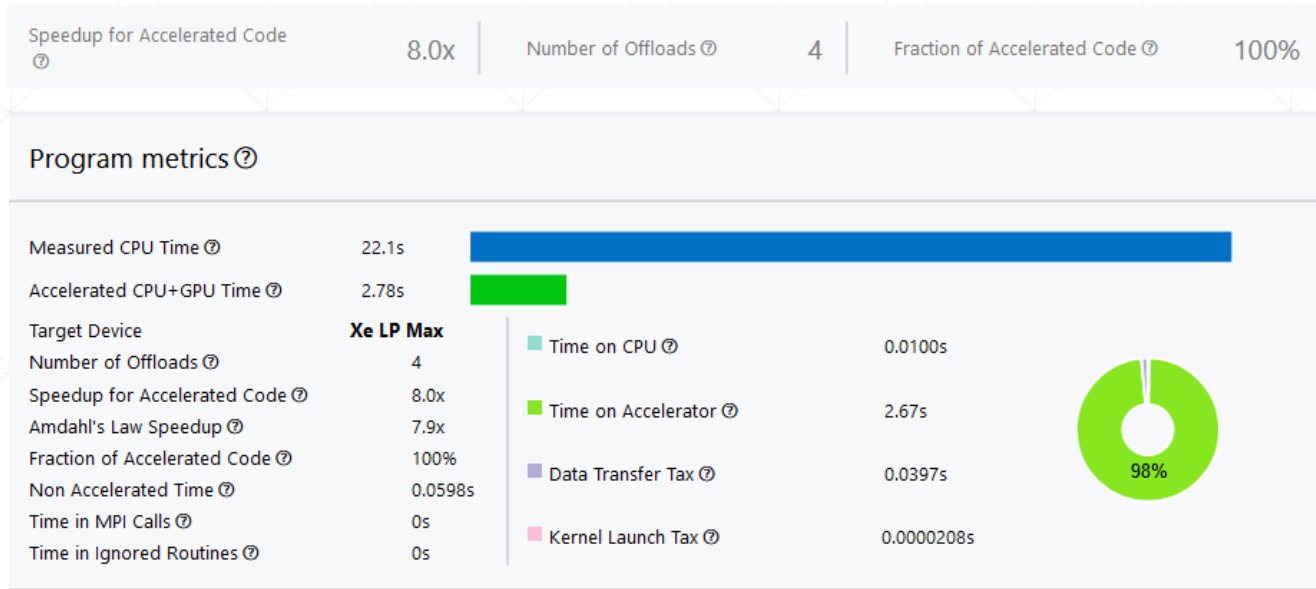 Speedup for Accelerated Code ? 8.0x
Number of Offloads ? 4
Fraction of Accelerated Code ? 100%
Program metrics ?
Measured CPU Time ? 22.1s
Accelerated CPU+GPU Time ? 2.78s
Target Device Xe LP Max
Number of Offloads ? 4
Speedup for Accelerated Code ? 8.0x
Amdahl's Law Speedup ? 7.9x
Fraction of Accelerated Code ? 100%
Non Accelerated Time ? 0.0598s
Time in MPI Calls ? 0s
Time in Ignored Routines ? 0s
Time on CPU ? 0.0100s
Time on Accelerator ? 2.67s
Data Transfer Tax ? 0.0397s
Kernel Launch Tax ? 0.0000208s
98%